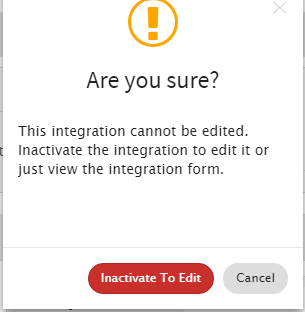 Are you sure?
This integration cannot be edited.
Inactivate the integration to edit it or
just view the integration form.
Inactivate To Edit Cancel